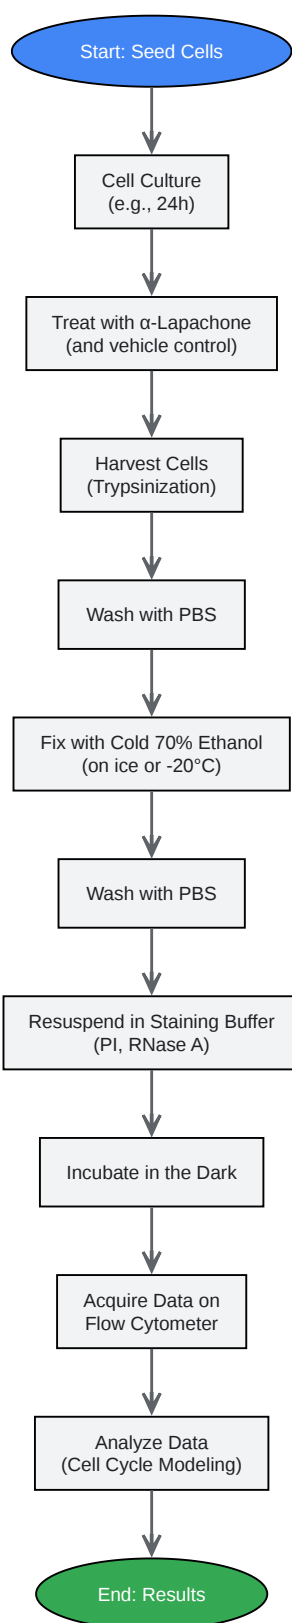 Start: Seed Cells
Cell Culture
(e.g., 24h)
Treat with α-Lapachone
(and vehicle control)
Harvest Cells
(Trypsinization)
Wash with PBS
Fix with Cold 70% Ethanol
(on ice or -20°C)
Wash with PBS
Resuspend in Staining Buffer
(PI, RNase A)
Incubate in the Dark
Acquire Data on
Flow Cytometer
Analyze Data
(Cell Cycle Modeling)
End: Results